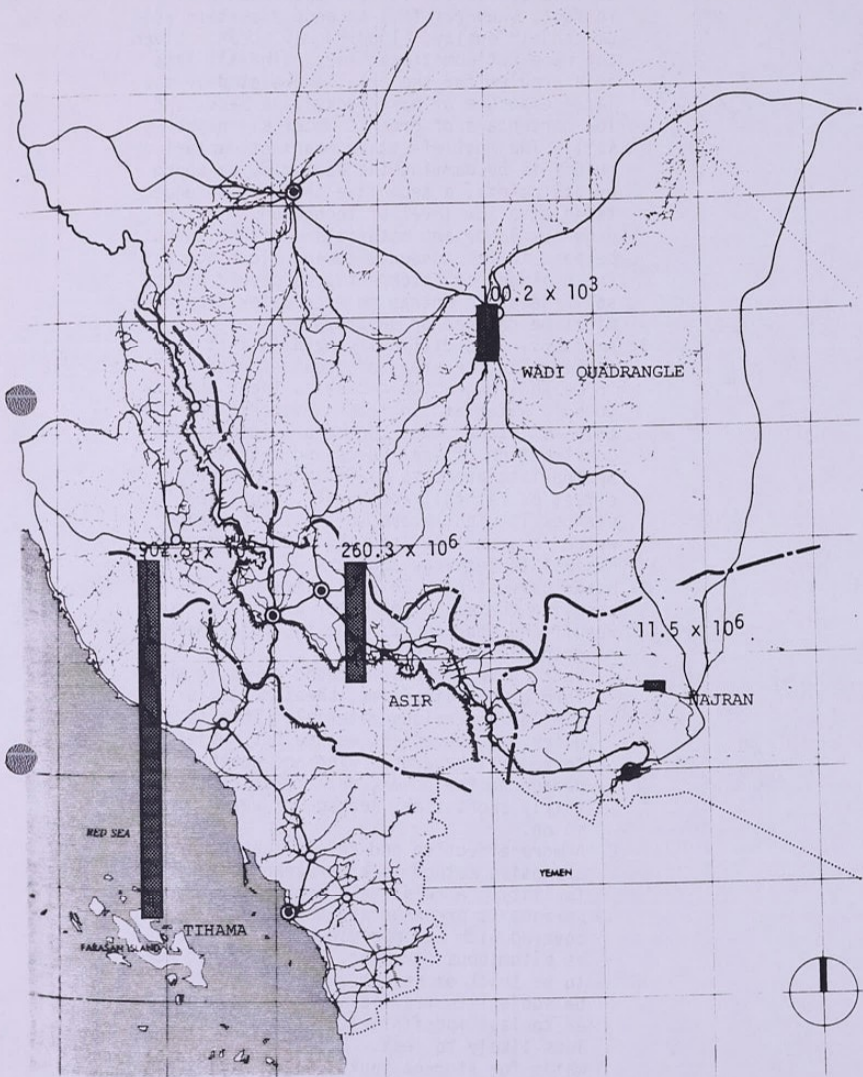 100.2 x 10³
WADI QUADRANGLE
260.3 x 10⁶
11.5 x 10⁶
ASIR
NAJRAN
TIHAMA
RED SEA
YEMEN
TIHAMA
FARASAN ISLAND